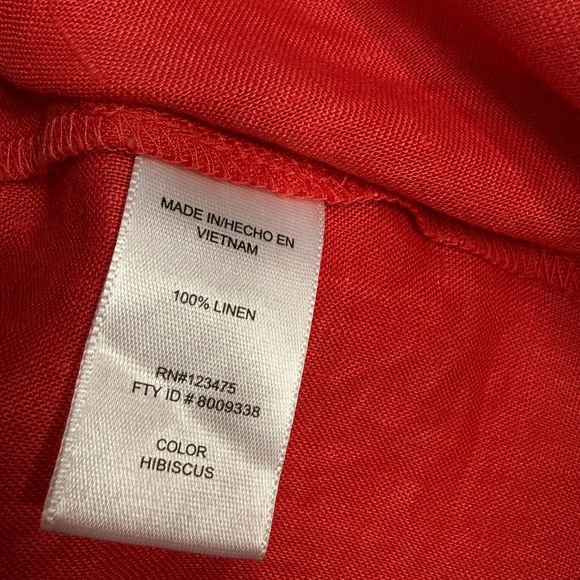 MADE IN/HECHO EN
VIETNAM
100% LINEN
RN#123475
FTY ID # 8009338
COLOR
HIBISCUS